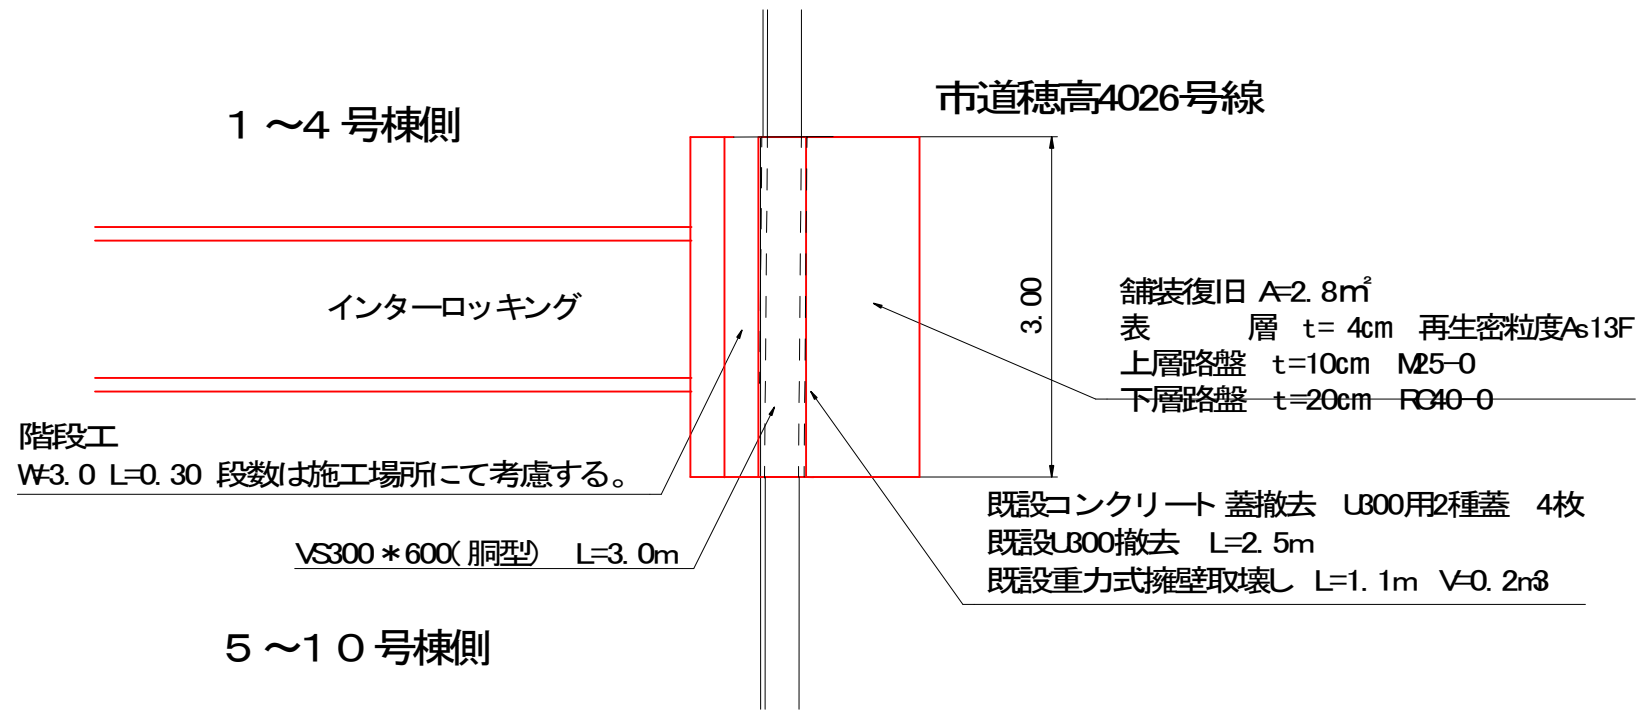 市道穂高4026号線
1～4号棟側
3.00
舗装復旧 A=2.8㎡
表　　層 t= 4cm 再生密粒度As13F
上層路盤 t=10cm M25-0
下層路盤 t=20cm RC40-0
インターロッキング
階段工
W=3.0 L=0.30 段数は施工場所にて考慮する。
既設コンクリート蓋撤去 U300用2種蓋 4枚
既設U300撤去 L=2.5m
既設重力式擁壁取壊し L=1.1m V=0.2m3
VS300＊600(胴型) L=3.0m
5～10号棟側